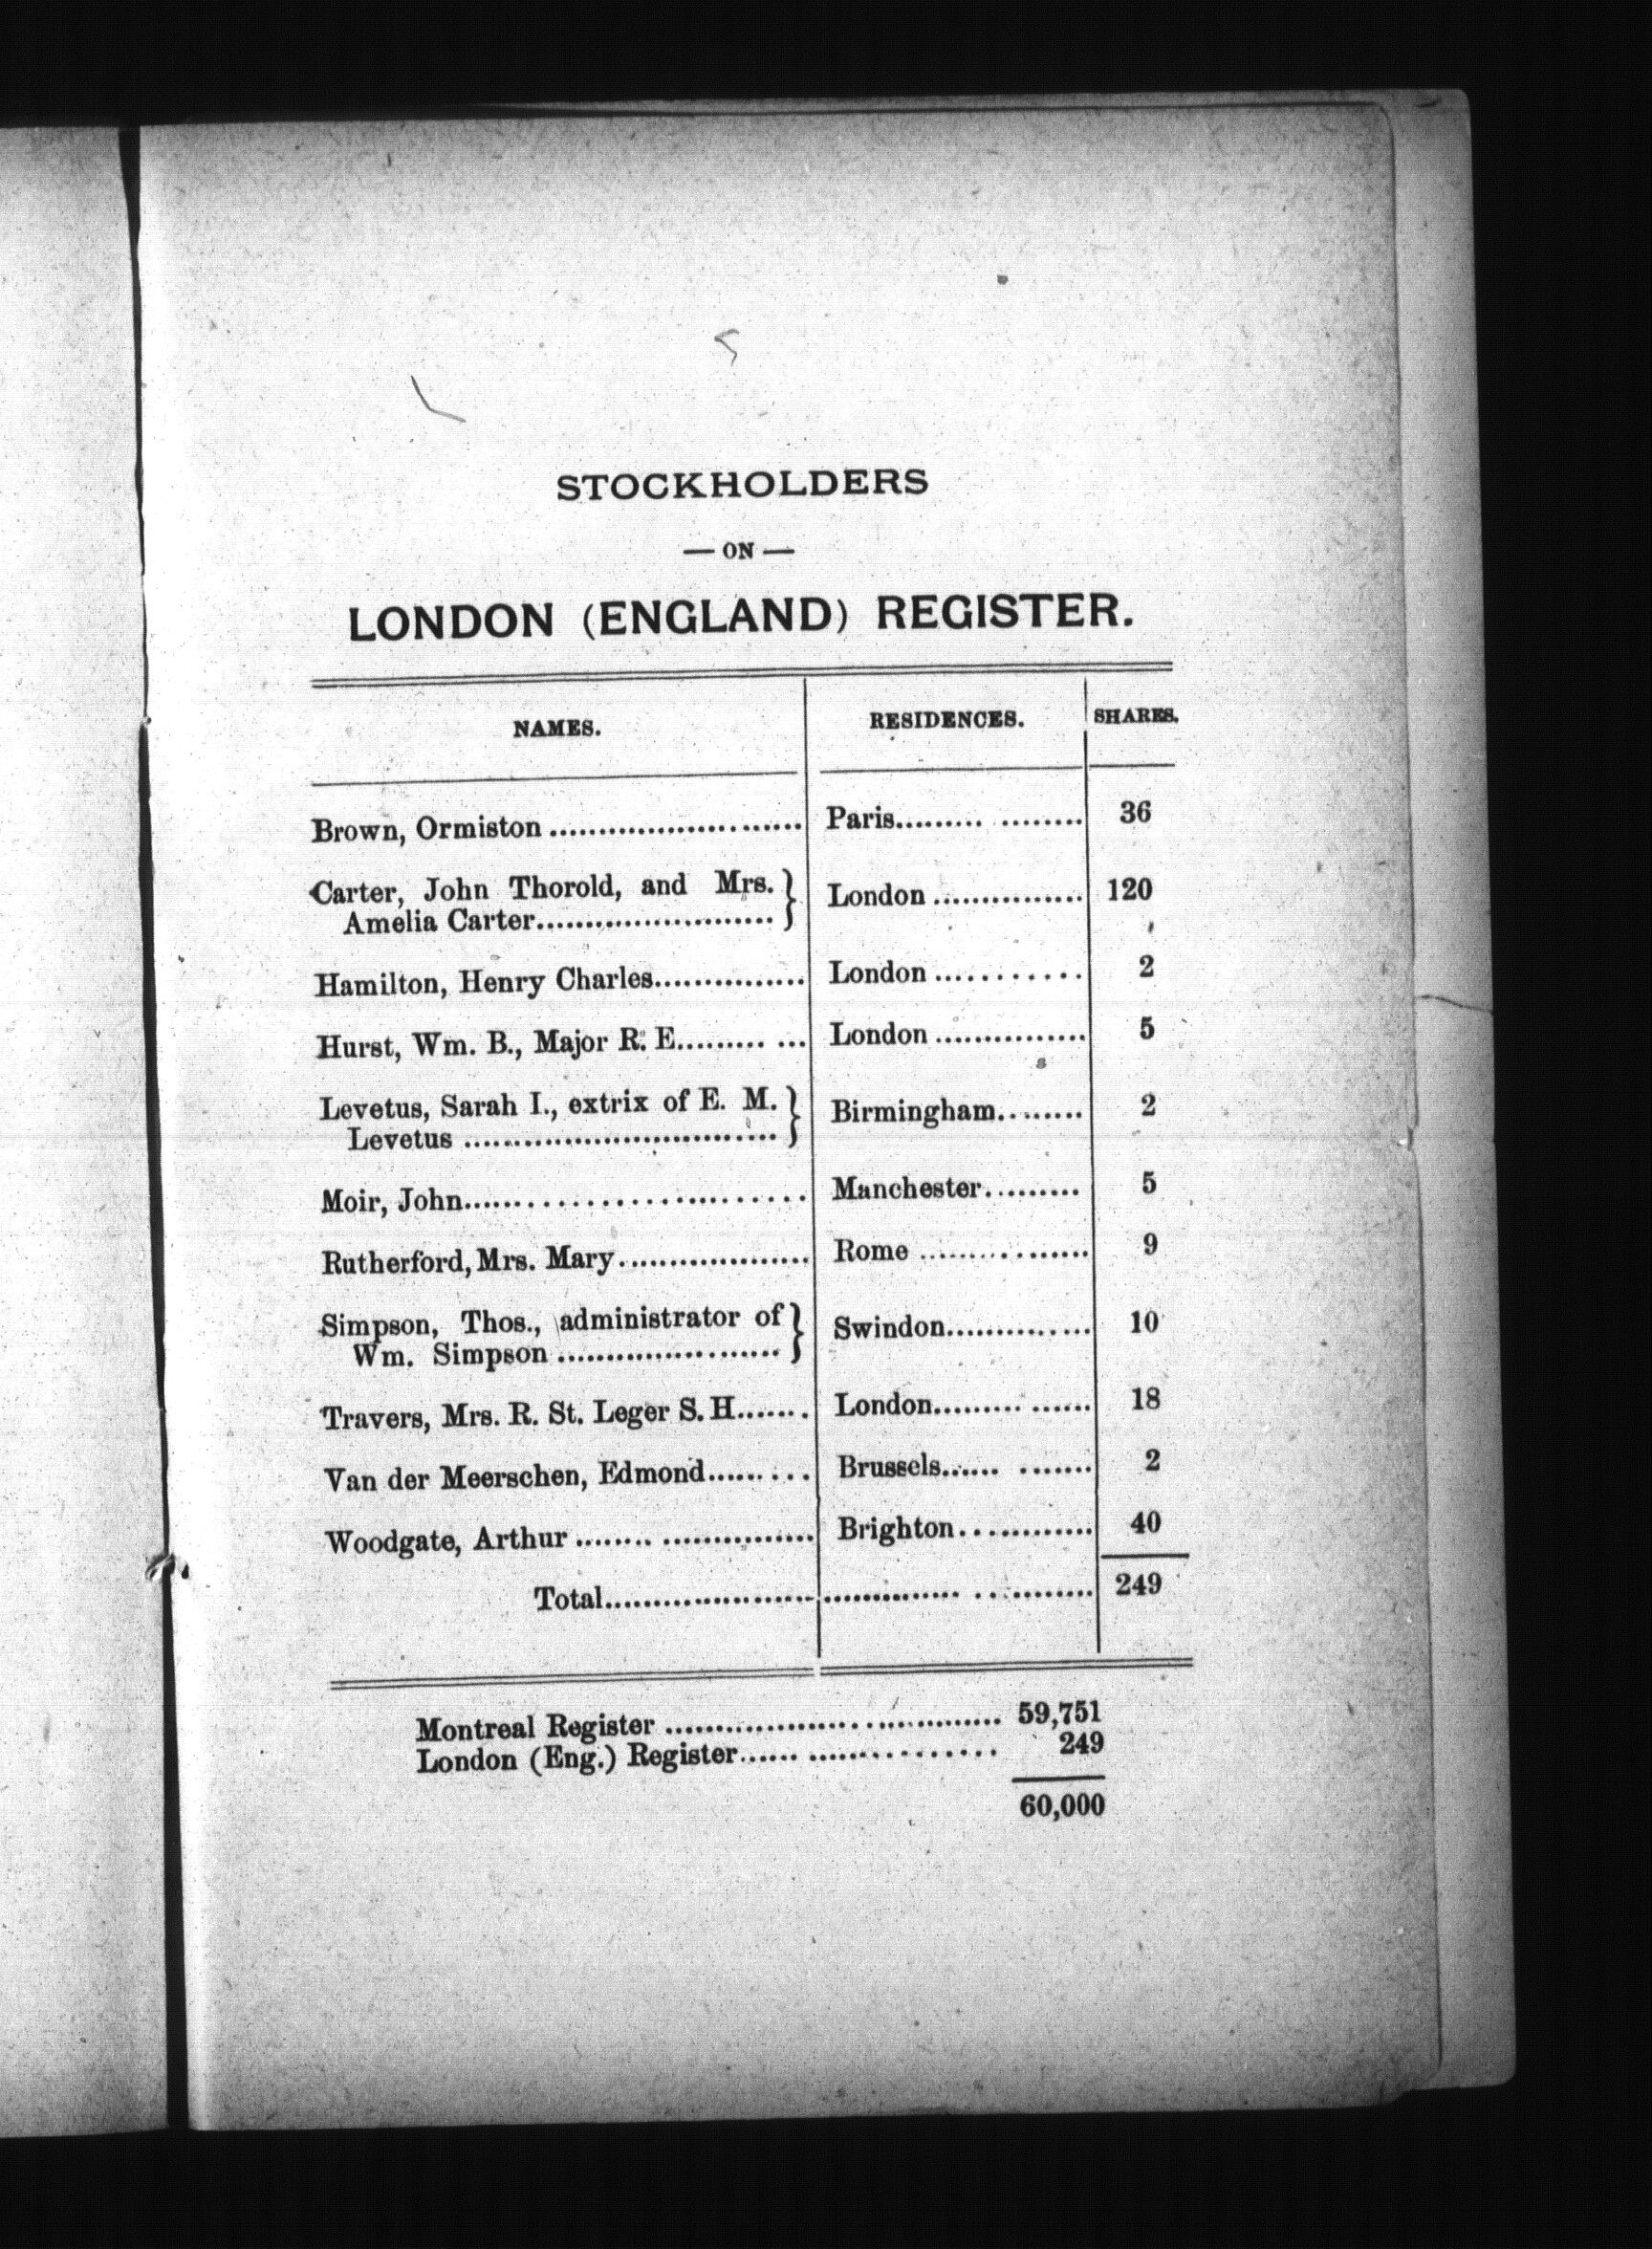 STOCKHOLDERS
— ON —
LONDON (ENGLAND) REGISTER.
NAMES. RESIDENCES. SHARES.
Brown, Ormiston .......................... Paris......... ........ 36
Carter, John Thorold, and Mrs. } London ............... 120
Amelia Carter........................
Hamilton, Henry Charles............... London ........... 2
Hurst, Wm. B., Major R. E......... ... London ............... 5
Levetus, Sarah I., extrix of E. M. } Birmingham......... 2
Levetus ................................
Moir, John.............................. Manchester.......... 5
Rutherford, Mrs. Mary................... Rome ................. 9
Simpson, Thos., administrator of } Swindon............... 10
Wm. Simpson .......................
Travers, Mrs. R. St. Leger S. H....... London......... ...... 18
Van der Meerschen, Edmond......... Brussels...... ....... 2
Woodgate, Arthur ........ ............... Brighton............. 40
Total..................................... .......... 249
Montreal Register .................................. 59,751
London (Eng.) Register...... ................... 249
60,000